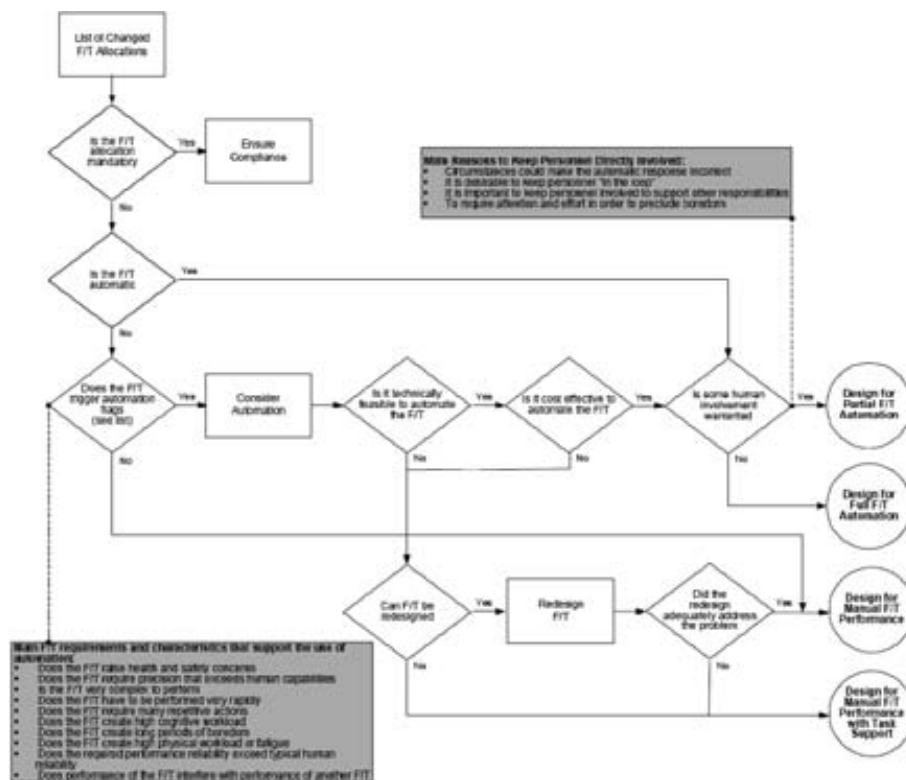 List of Changed
F/T Allocations
Is the F/T
allocation
mandatory
Yes
Ensure
Compliance
No
Main Reasons to Keep Personnel Directly Involved:
• Circumstances could make the automatic response incorrect
• It is desirable to keep personnel "in the loop"
• It is important to keep personnel involved to support other responsibilities
• To require attention and effort in order to preclude boredom
Is the F/T
automatic
Yes
No
Does the F/T
trigger automation
flags
(see list)
Yes
Consider
Automation
Is it technically
feasible to automate
the F/T
Yes
Is it cost effective to
automate the F/T
Yes
Is some human
involvement
warranted
Yes
Design for
Partial F/T
Automation
No
No
No
No
Design for
Full F/T
Automation
Can F/T be
redesigned
Yes
Redesign
F/T
Did the
redesign
adequately address
the problem
Yes
Design for
Manual F/T
Performance
No
No
Design for
Manual F/T
Performance
with Task
Support
Main F/T requirements and characteristics that support the use of
automation:
• Does the F/T raise health and safety concerns
• Does the F/T require precision that exceeds human capabilities
• Is the F/T very complex to perform
• Does the F/T have to be performed very rapidly
• Does the F/T require many repetitive actions
• Does the F/T create high cognitive workload
• Does the F/T create long periods of boredom
• Does the F/T create high physical workload or fatigue
• Does the required performance reliability exceed typical human
reliability
• Does performance of the F/T interfere with performance of another F/T